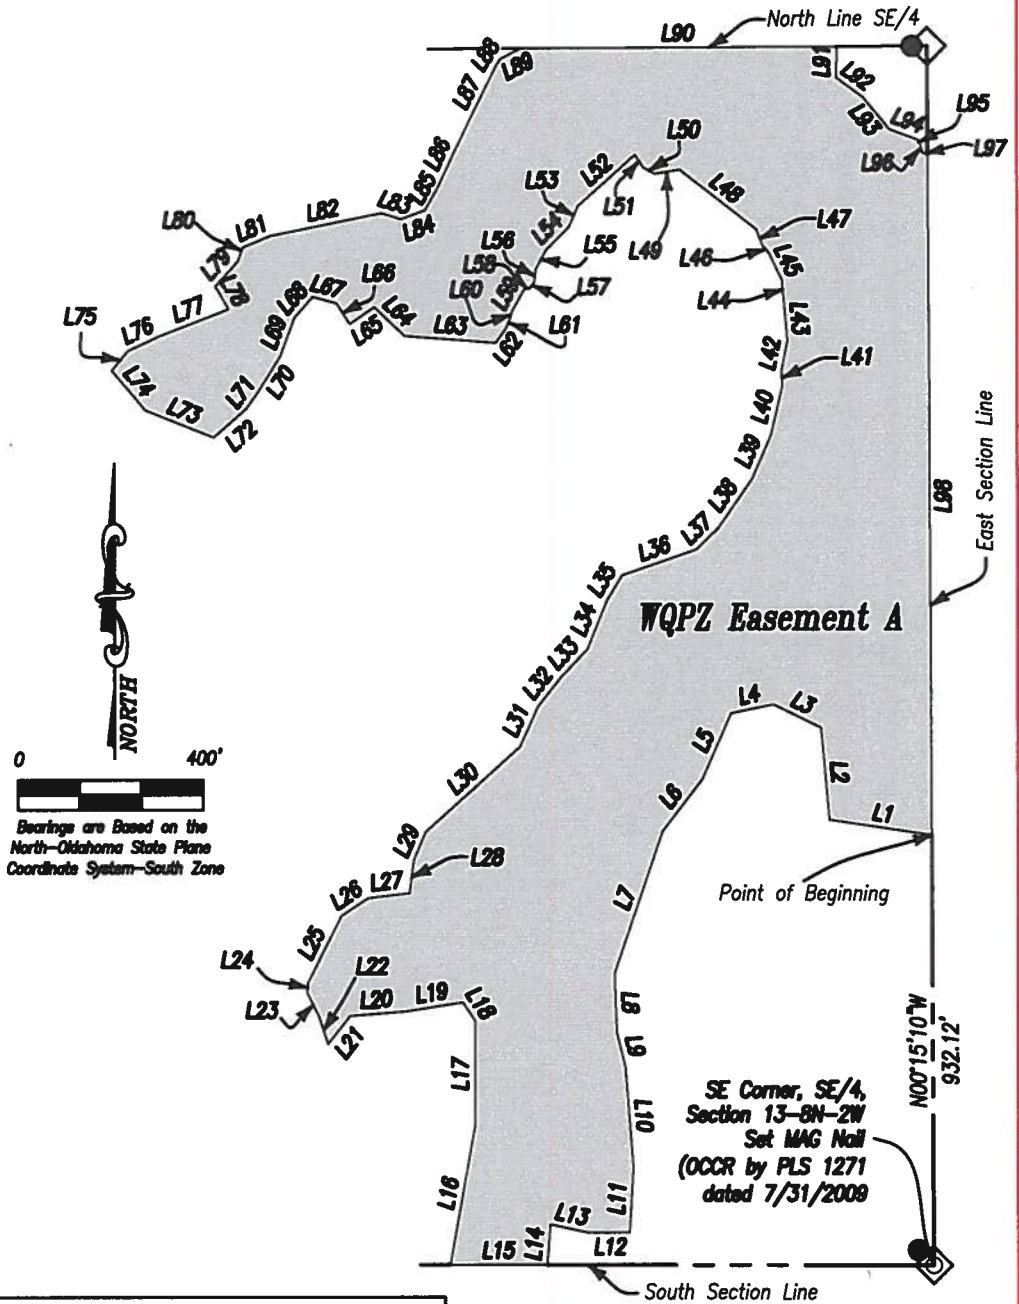 North Line SE/4
L90
L88
L89
L87
L86
L85
L84
L83
L82
L81
L80
L79
L78
L77
L76
L75
L74
L73
L72
L71
L70
L69
L68
L67
L66
L65
L64
L63
L62
L61
L60
L59
L58
L57
L56
L55
L54
L53
L52
L51
L50
L49
L48
L47
L46
L45
L44
L43
L42
L41
L40
L39
L38
L37
L36
L35
L34
L33
L32
L31
L30
L29
L28
L27
L26
L25
L24
L23
L22
L21
L20
L19
L18
L17
L16
L15
L14
L13
L12
L11
L10
L9
L8
L7
L6
L5
L4
L3
L2
L1
L91
L92
L93
L94
L95
L96
L97
L98
East Section Line
WQPZ Easement A
NORTH
0 400'
Bearings are Based on the
North-Oklahoma State Plane
Coordinate System-South Zone
Point of Beginning
N00°15'10"W
932.12'
SE Corner, SE/4,
Section 13-8N-2W
Set MAG Nail
(OCCR by PLS 1271
dated 7/31/2009
South Section Line